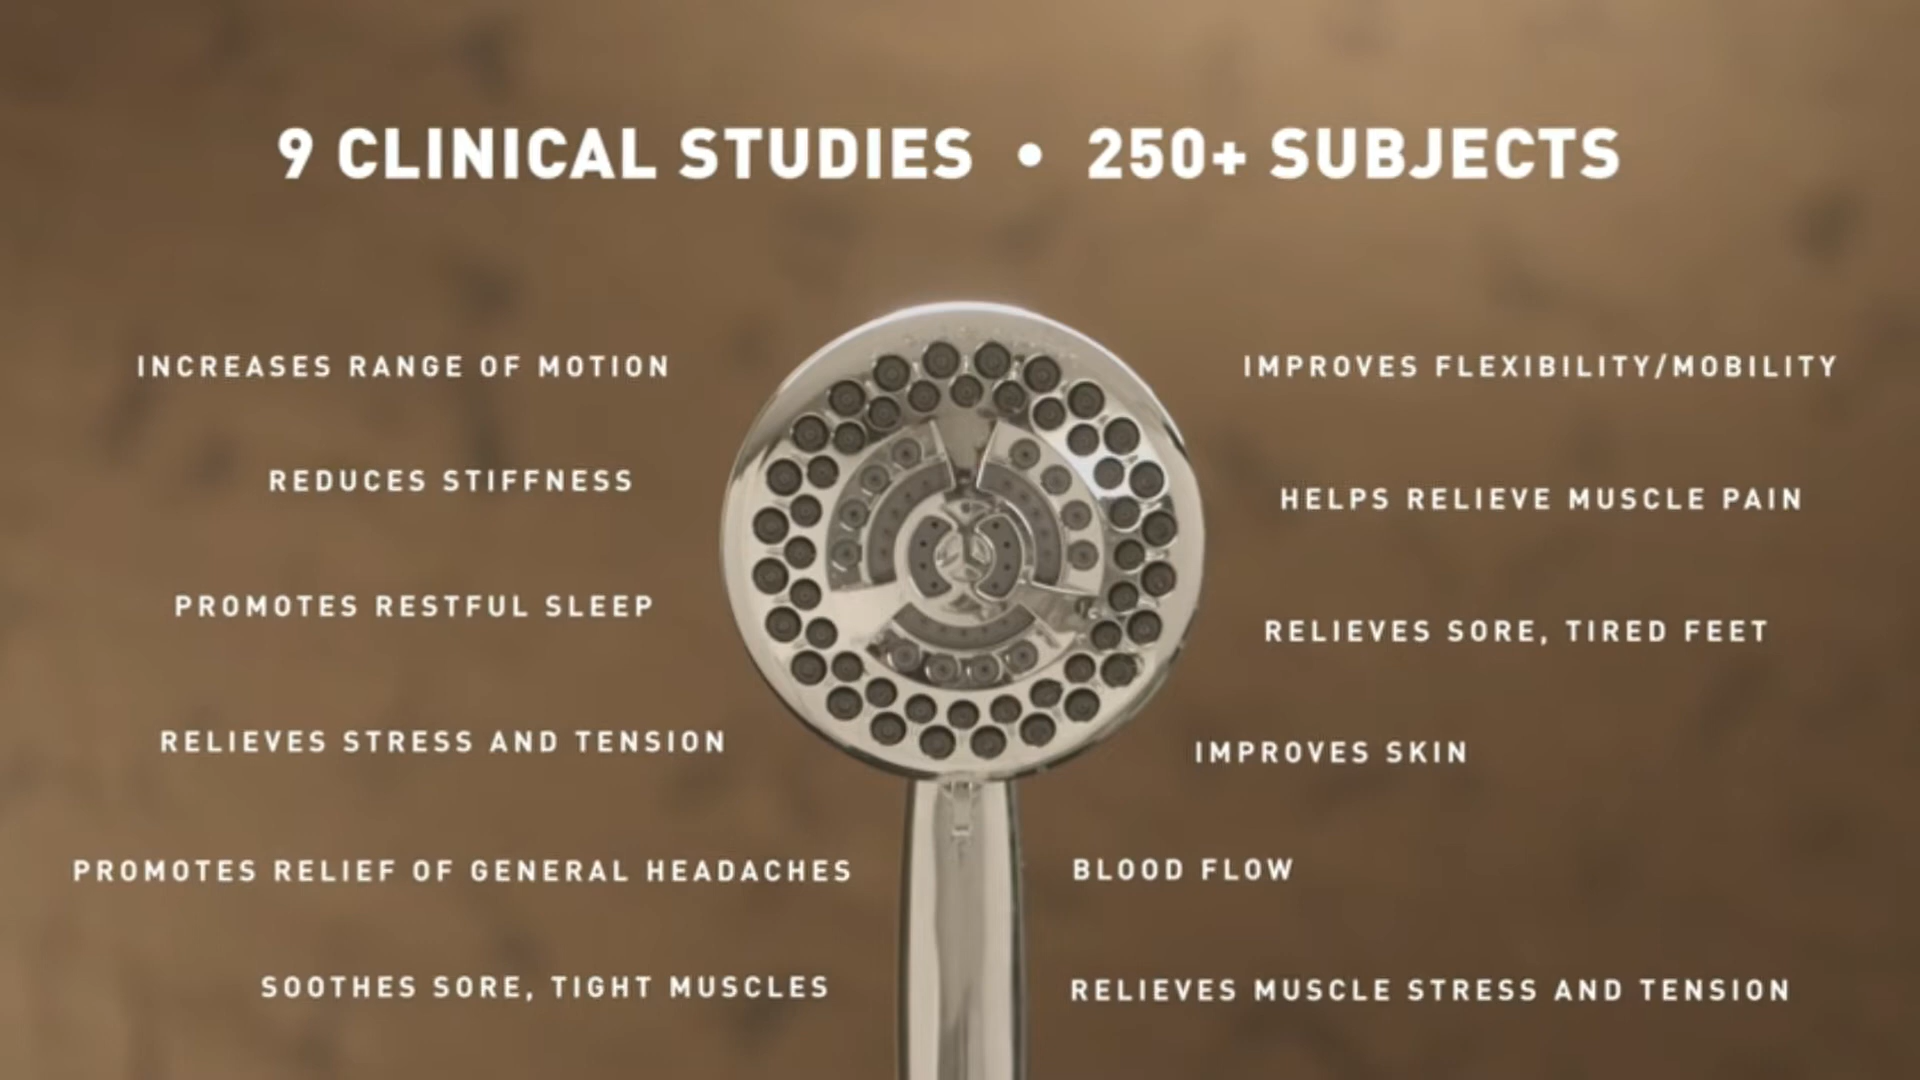 9 CLINICAL STUDIES • 250+ SUBJECTS
INCREASES RANGE OF MOTION
REDUCES STIFFNESS
PROMOTES RESTFUL SLEEP
RELIEVES STRESS AND TENSION
PROMOTES RELIEF OF GENERAL HEADACHES
SOOTHES SORE, TIGHT MUSCLES
IMPROVES FLEXIBILITY/MOBILITY
HELPS RELIEVE MUSCLE PAIN
RELIEVES SORE, TIRED FEET
IMPROVES SKIN
BLOOD FLOW
RELIEVES MUSCLE STRESS AND TENSION